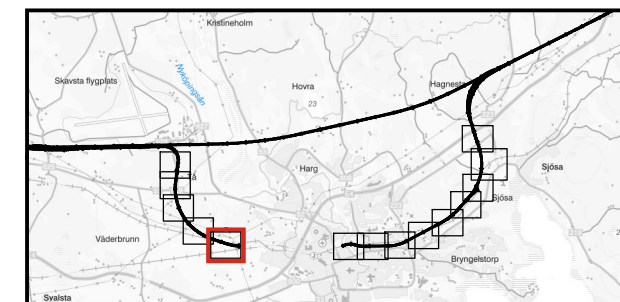 Kristineholm
Skavsta flygplats
Nyköpingsån
Hovra
Hagnesta
23
Harg
Sjösa
Sjösa
Väderbrunn
Bryngelstorp
Svalsta